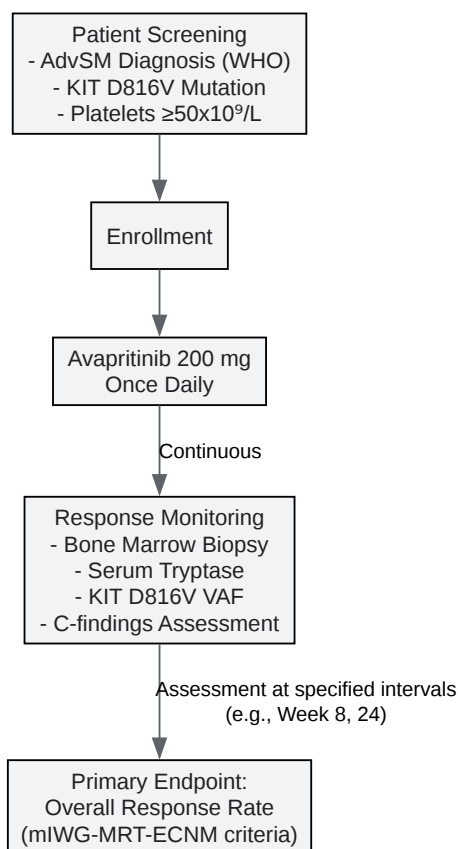 Patient Screening
- AdvSM Diagnosis (WHO)
- KIT D816V Mutation
- Platelets ≥50x10⁹/L
Enrollment
Avapritinib 200 mg
Once Daily
Continuous
Response Monitoring
- Bone Marrow Biopsy
- Serum Tryptase
- KIT D816V VAF
- C-findings Assessment
Assessment at specified intervals
(e.g., Week 8, 24)
Primary Endpoint:
Overall Response Rate
(mIWG-MRT-ECNM criteria)